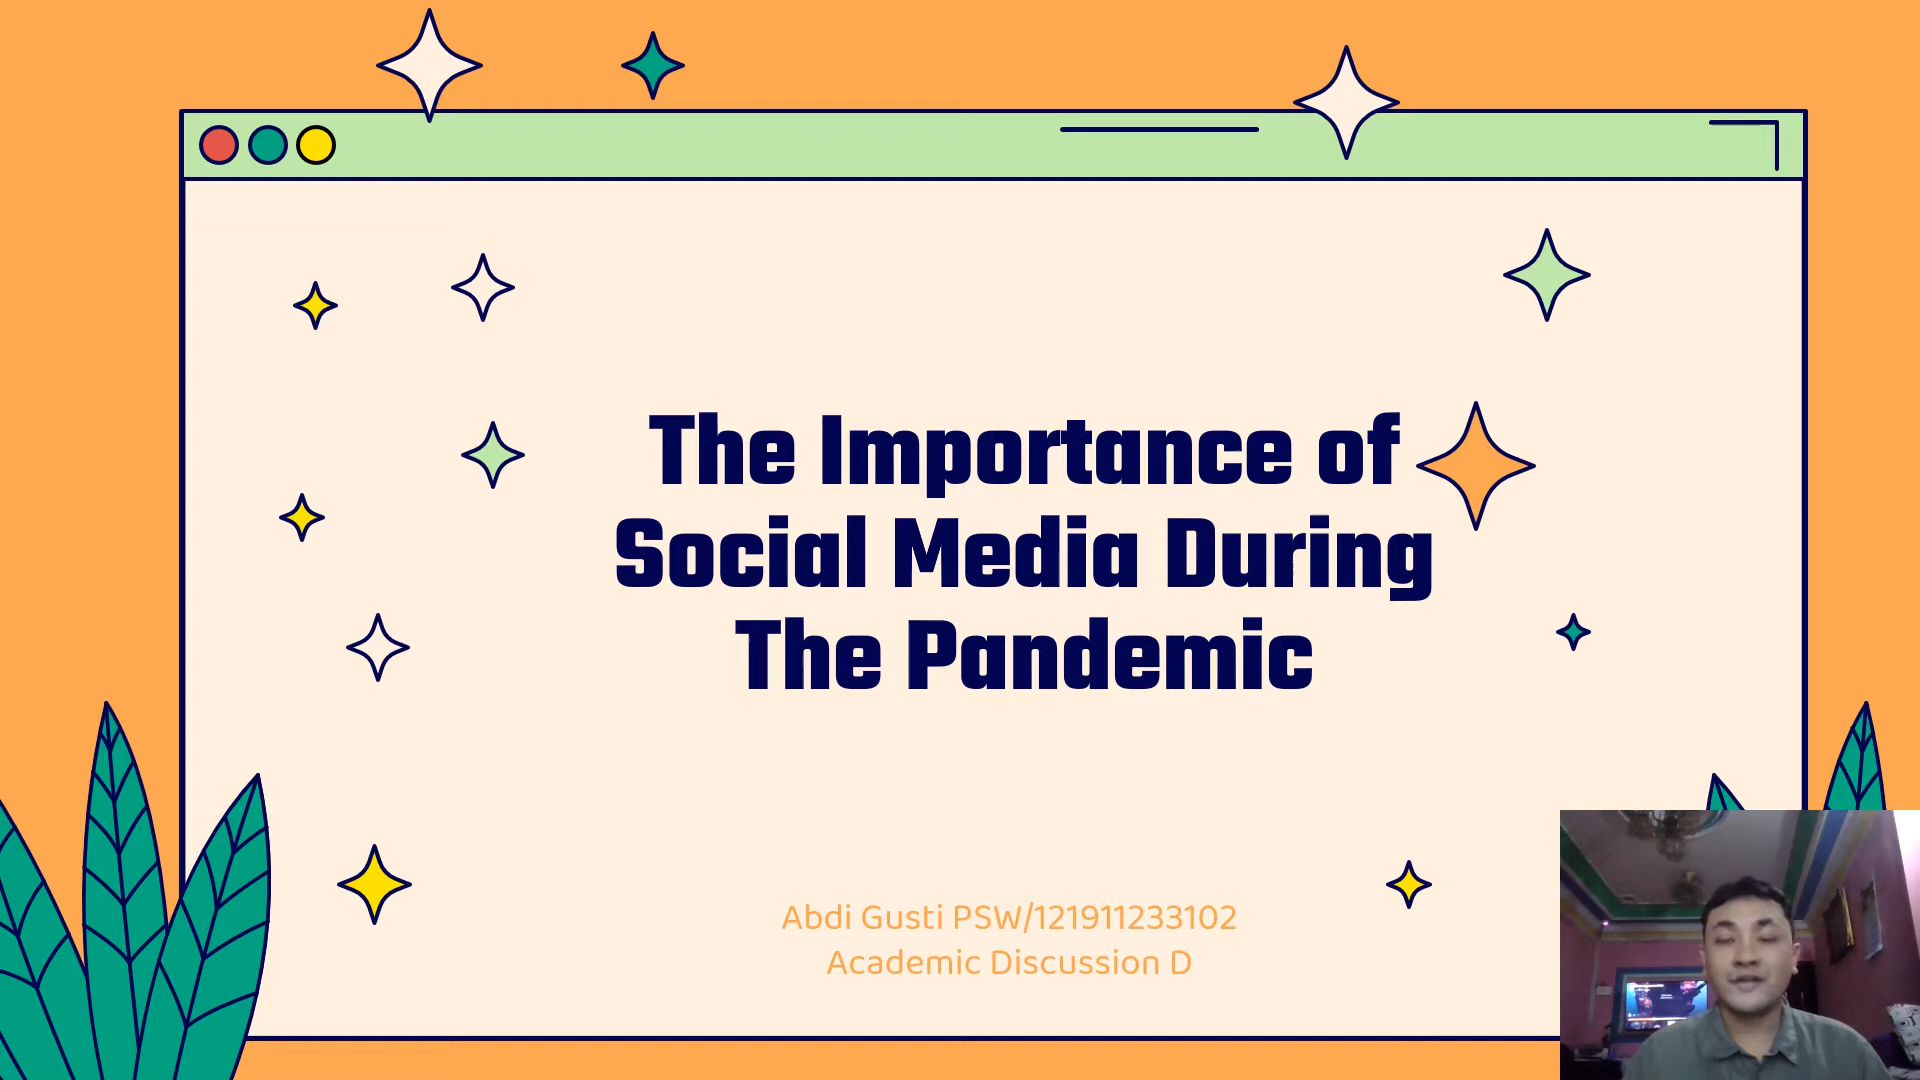 The Importance of
Social Media During
The Pandemic
Abdi Gusti PSW/121911233102
Academic Discussion D